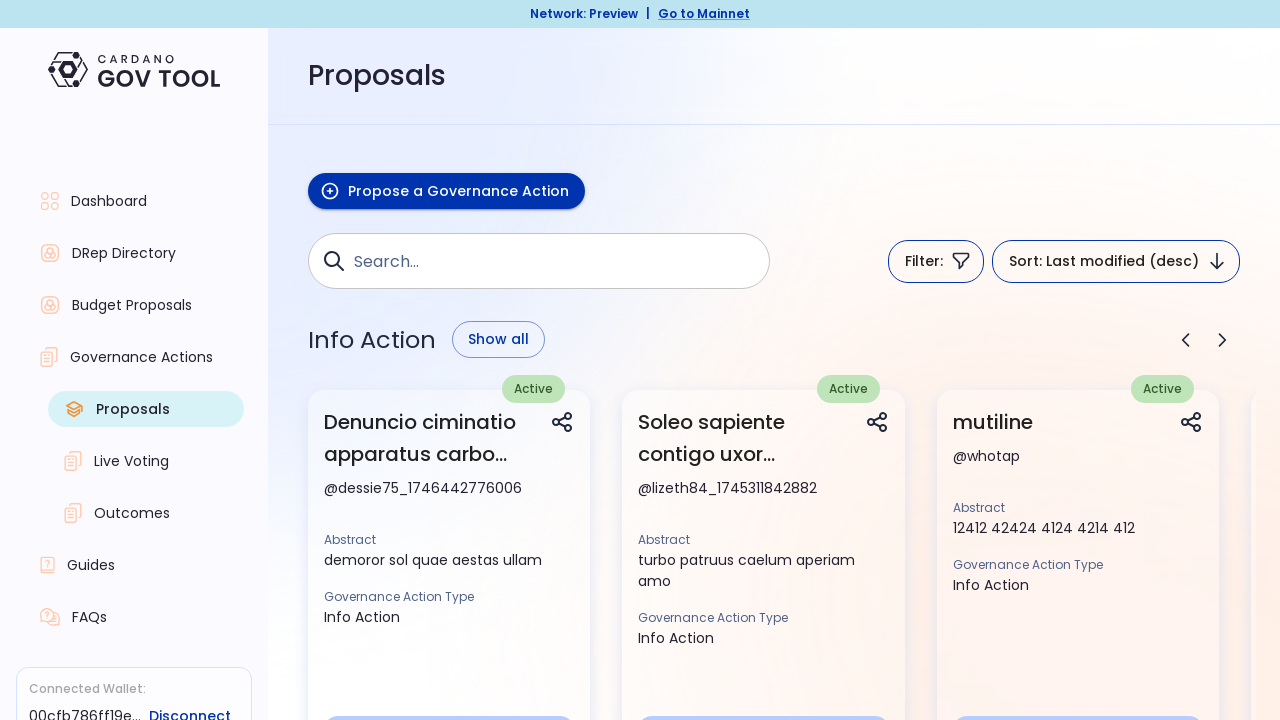 Network: Preview | Go to Mainnet
CARDANO
GOV TOOL
Proposals
Dashboard
DRep Directory
Budget Proposals
Governance Actions
Proposals
Live Voting
Outcomes
Guides
FAQs
Connected Wallet:
00cfb786ff19e... Disconnect
Propose a Governance Action
Search...
Filter:
Sort: Last modified (desc)
Info Action
Show all
Active
Denuncio ciminatio
apparatus carbo...
@dessie75_1746442776006
Abstract
demoror sol quae aestas ullam
Governance Action Type
Info Action
Active
Soleo sapiente
contigo uxor...
@lizeth84_1745311842882
Abstract
turbo patruus caelum aperiam
amo
Governance Action Type
Info Action
Active
mutiline
@whotap
Abstract
12412 42424 4124 4214 412
Governance Action Type
Info Action